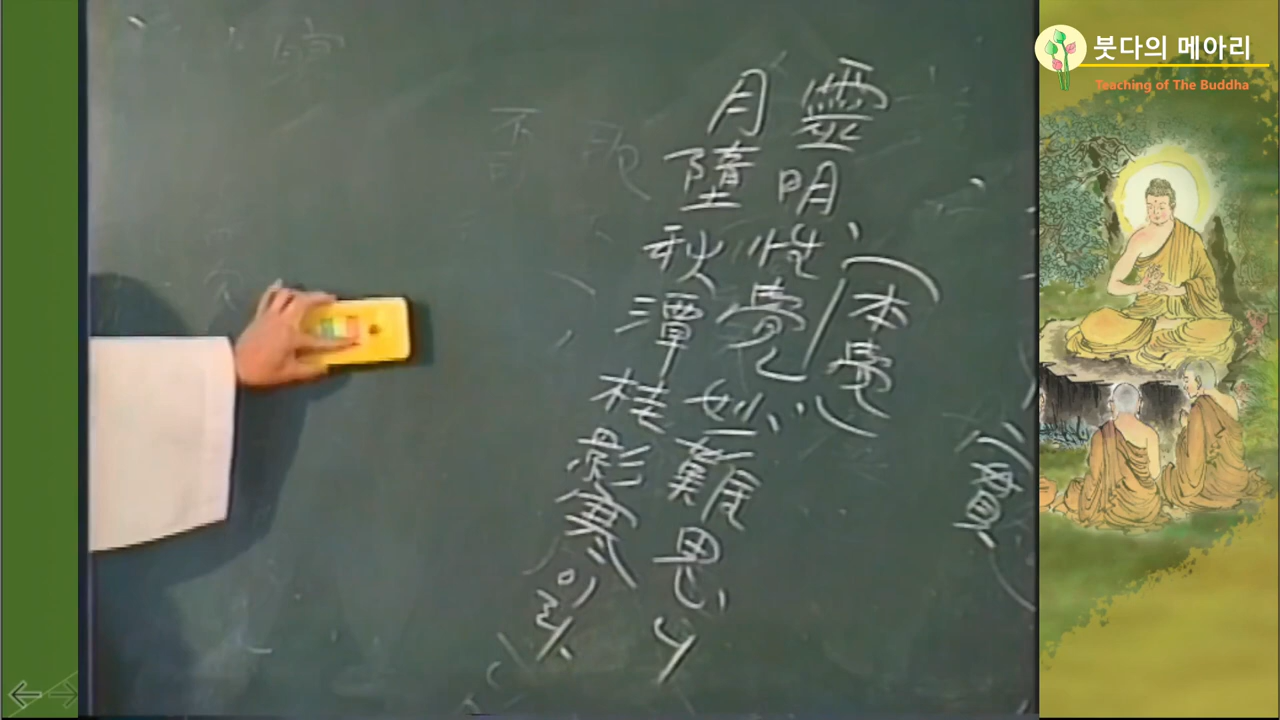 붓다의 메아리
Teaching of The Buddha
靈明性覺妙難思
(本覺)
月墮秋潭桂影寒이라